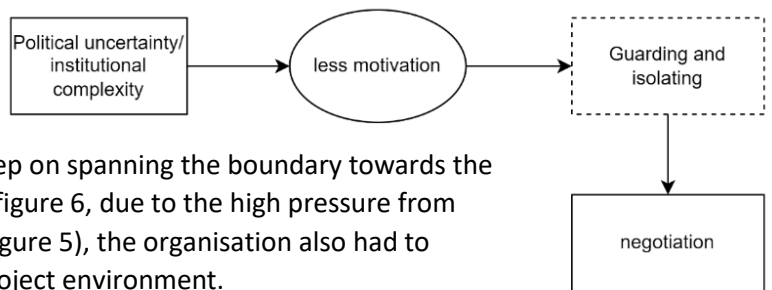 Political uncertainty/
institutional
complexity
less motivation
Guarding and
isolating
ep on spanning the boundary towards the
figure 6, due to the high pressure from
gure 5), the organisation also had to
oject environment.
negotiation